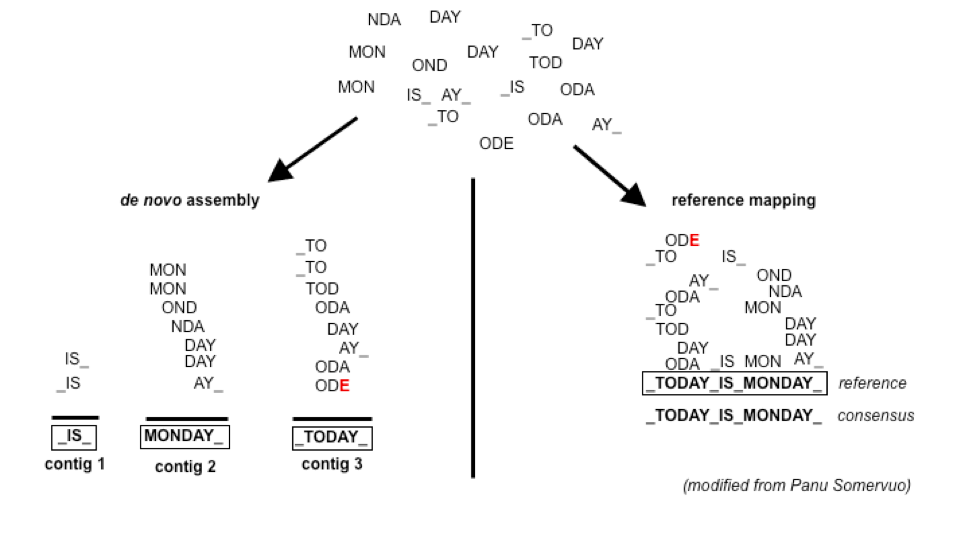 NDA DAY
_TO
DAY
MON DAY
OND TOD
MON _IS ODA
IS_ AY_
_TO ODA AY_
ODE
de novo assembly
_TO
_TO
MON
MON TOD
OND ODA
NDA DAY
DAY AY_
IS_ DAY ODA
_IS AY_ ODE
_IS_ MONDAY_ _TODAY_
contig 1 contig 2 contig 3
reference mapping
ODE
_TO IS_
AY_ OND
ODA NDA
_TO MON
TOD DAY
DAY DAY
ODA _IS MON AY_
_TODAY_IS_MONDAY_ reference
_TODAY_IS_MONDAY_ consensus
(modified from Panu Somervuo)